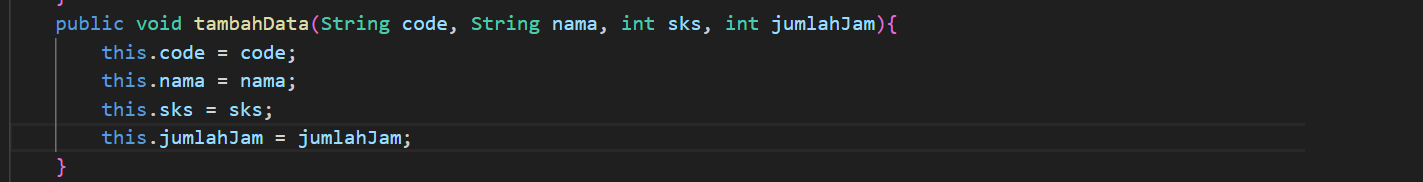 }
public void tambahData(String code, String nama, int sks, int jumlahJam){
this.code = code;
this.nama = nama;
this.sks = sks;
this.jumlahJam = jumlahJam;
}